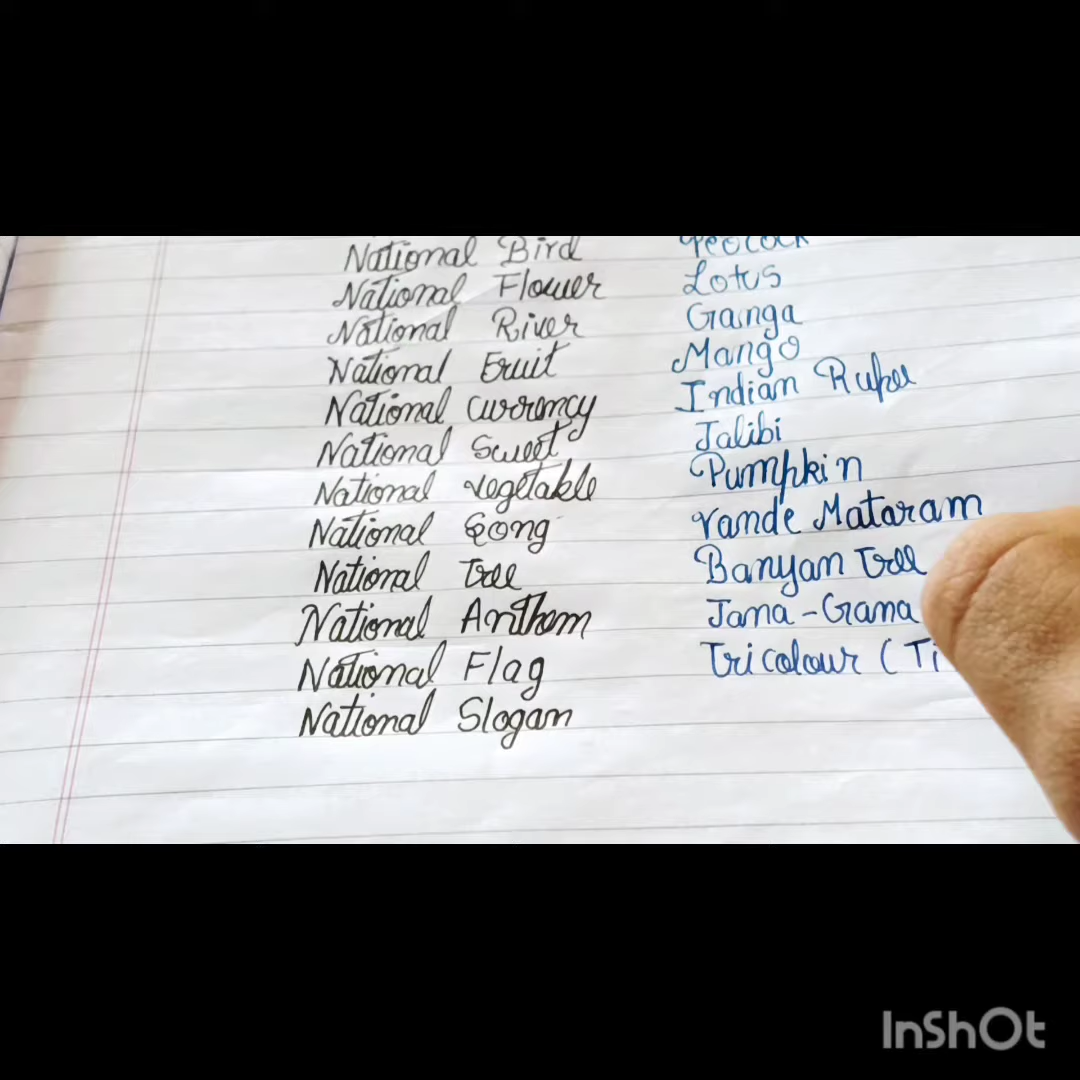 National Bird Peocock
National Flower Lotus
National River Ganga
National Fruit Mango
National currency Indian Rupee
National Sweet Jalibi
National vegetable Pumpkin
National Song Vande Mataram
National Tree Banyan Tree
National Anthem Jana - Gana
National Flag Tricolour ( Ti
National Slogan
InShOt